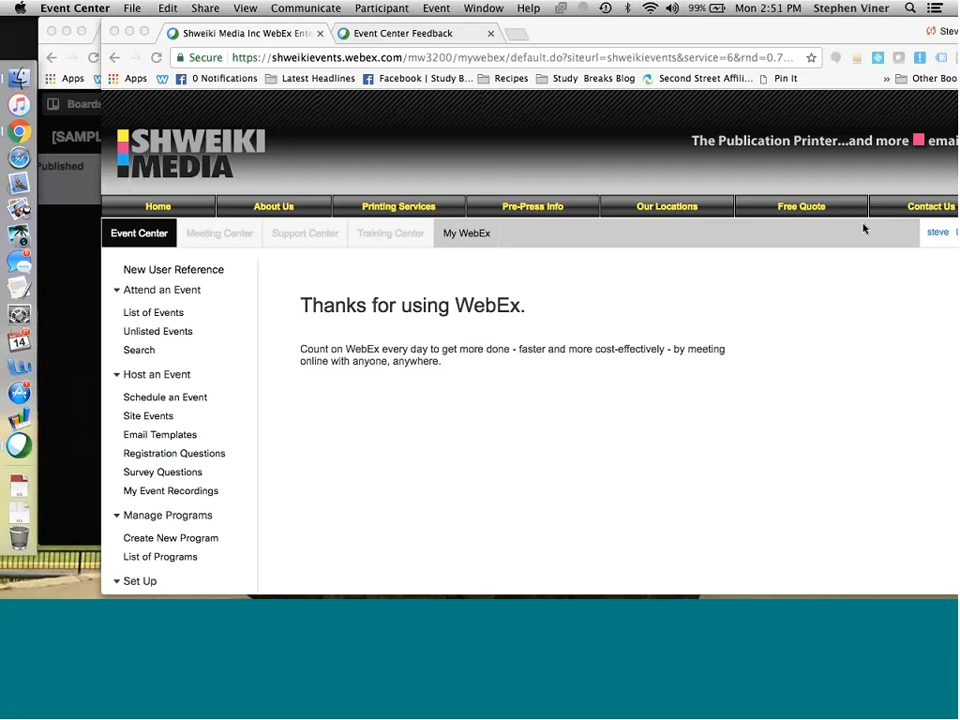 Event Center File Edit Share View Communicate Participant Event Window Help 99% Mon 2:51 PM Stephen Viner
Shweiki Media Inc WebEx Ente × Event Center Feedback × Stev
Secure https://shweikievents.webex.com/mw3200/mywebex/default.do?siteurl=shweikievents&service=6&rnd=0.7...
Apps Apps 0 Notifications Latest Headlines Facebook | Study B... Recipes Study Breaks Blog Second Street Affili... Pin It » Other Boo
Boards
[SAMPL
Published
SHWEIKI
MEDIA
The Publication Printer...and more emai
Home About Us Printing Services Pre-Press Info Our Locations Free Quote Contact Us
Event Center Meeting Center Support Center Training Center My WebEx steve
New User Reference
Attend an Event
List of Events
Unlisted Events
Search
Host an Event
Schedule an Event
Site Events
Email Templates
Registration Questions
Survey Questions
My Event Recordings
Manage Programs
Create New Program
List of Programs
Set Up
Thanks for using WebEx.
Count on WebEx every day to get more done - faster and more cost-effectively - by meeting
online with anyone, anywhere.
14